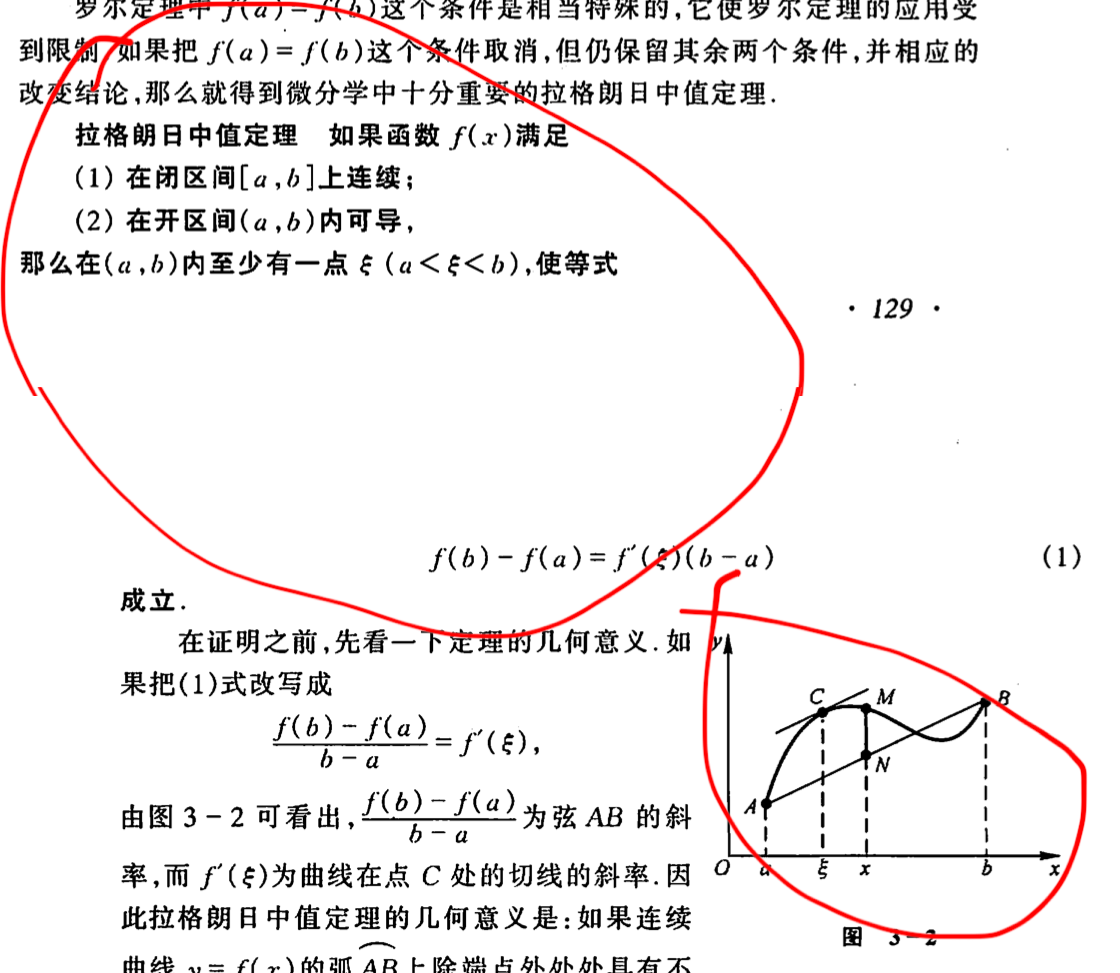 罗尔定理中 f(a)=f(b)这个条件是相当特殊的,它使罗尔定理的应用受
到限制 如果把 f(a)=f(b)这个条件取消,但仍保留其余两个条件,并相应的
改变结论,那么就得到微分学中十分重要的拉格朗日中值定理.
拉格朗日中值定理 如果函数 f(x)满足
(1) 在闭区间[a,b]上连续;
(2) 在开区间(a,b)内可导,
那么在(a,b)内至少有一点 ξ (a<ξ<b),使等式
· 129 ·
f(b)-f(a)=f′(ξ)(b-a) (1)
成立.
在证明之前,先看一下定理的几何意义.如
果把(1)式改写成
\frac{f(b)-f(a)}{b-a}=f′(ξ),
由图 3-2 可看出,\frac{f(b)-f(a)}{b-a}为弦 AB 的斜
率,而 f′(ξ)为曲线在点 C 处的切线的斜率.因
此拉格朗日中值定理的几何意义是:如果连续
曲线 y=f(x)的弧\overset{\frown}{AB}上除端点外处处具有不
y
C M B
N
A
O a ξ x b x
图 3-2